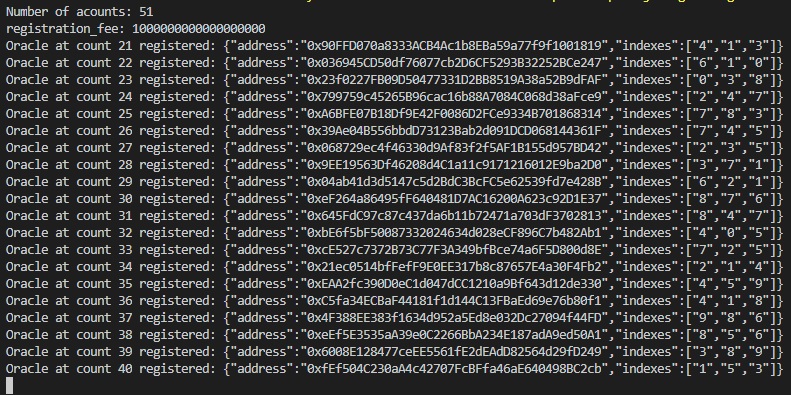 Number of acounts: 51
registration_fee: 1000000000000000000
Oracle at count 21 registered: {"address":"0x90FFD070a8333ACB4Ac1b8EBa59a77f9f1001819","indexes":["4","1","3"]}
Oracle at count 22 registered: {"address":"0x036945CD50df76077cb2D6CF5293B32252BCe247","indexes":["6","1","0"]}
Oracle at count 23 registered: {"address":"0x23f0227FB09D50477331D2BB8519A38a52B9dFAF","indexes":["0","3","8"]}
Oracle at count 24 registered: {"address":"0x799759c45265B96cac16b88A7084C068d38aFce9","indexes":["2","4","7"]}
Oracle at count 25 registered: {"address":"0xA6BFE07B18Df9E42F0086D2FCe9334B701868314","indexes":["7","8","3"]}
Oracle at count 26 registered: {"address":"0x39Ae04B556bbdD73123Bab2d091DCD068144361F","indexes":["7","4","5"]}
Oracle at count 27 registered: {"address":"0x068729ec4f46330d9Af83f2f5AF1B155d957BD42","indexes":["2","3","5"]}
Oracle at count 28 registered: {"address":"0x9EE19563Df46208d4C1a11c9171216012E9ba2D0","indexes":["3","7","1"]}
Oracle at count 29 registered: {"address":"0x04ab41d3d5147c5d2BdC3BcFC5e62539fd7e428B","indexes":["6","2","1"]}
Oracle at count 30 registered: {"address":"0xeF264a86495fF640481D7AC16200A623c92D1E37","indexes":["8","7","6"]}
Oracle at count 31 registered: {"address":"0x645FdC97c87c437da6b11b72471a703dF3702813","indexes":["8","4","7"]}
Oracle at count 32 registered: {"address":"0xbE6f5bF50087332024634d028eCF896C7b482Ab1","indexes":["4","0","5"]}
Oracle at count 33 registered: {"address":"0xcE527c7372B73C77F3A349bfBce74a6F5D800d8E","indexes":["7","2","5"]}
Oracle at count 34 registered: {"address":"0x21ec0514bfFefF9E0EE317b8c87657E4a30F4Fb2","indexes":["2","1","4"]}
Oracle at count 35 registered: {"address":"0xEAA2fc390D0eC1d047dCC1210a9Bf643d12de330","indexes":["4","5","9"]}
Oracle at count 36 registered: {"address":"0xC5fa34ECBaF44181f1d144C13FBaEd69e76b80f1","indexes":["4","1","8"]}
Oracle at count 37 registered: {"address":"0x4F388EE383f1634d952a5Ed8e032Dc27094f44FD","indexes":["9","8","6"]}
Oracle at count 38 registered: {"address":"0xeEf5E3535aA39e0C2266BbA234E187adA9ed50A1","indexes":["8","5","6"]}
Oracle at count 39 registered: {"address":"0x6008E128477ceEE5561fE2dEAdD82564d29fD249","indexes":["3","8","9"]}
Oracle at count 40 registered: {"address":"0xfEf504C230aA4c42707FcBFfa46aE640498BC2cb","indexes":["1","5","3"]}